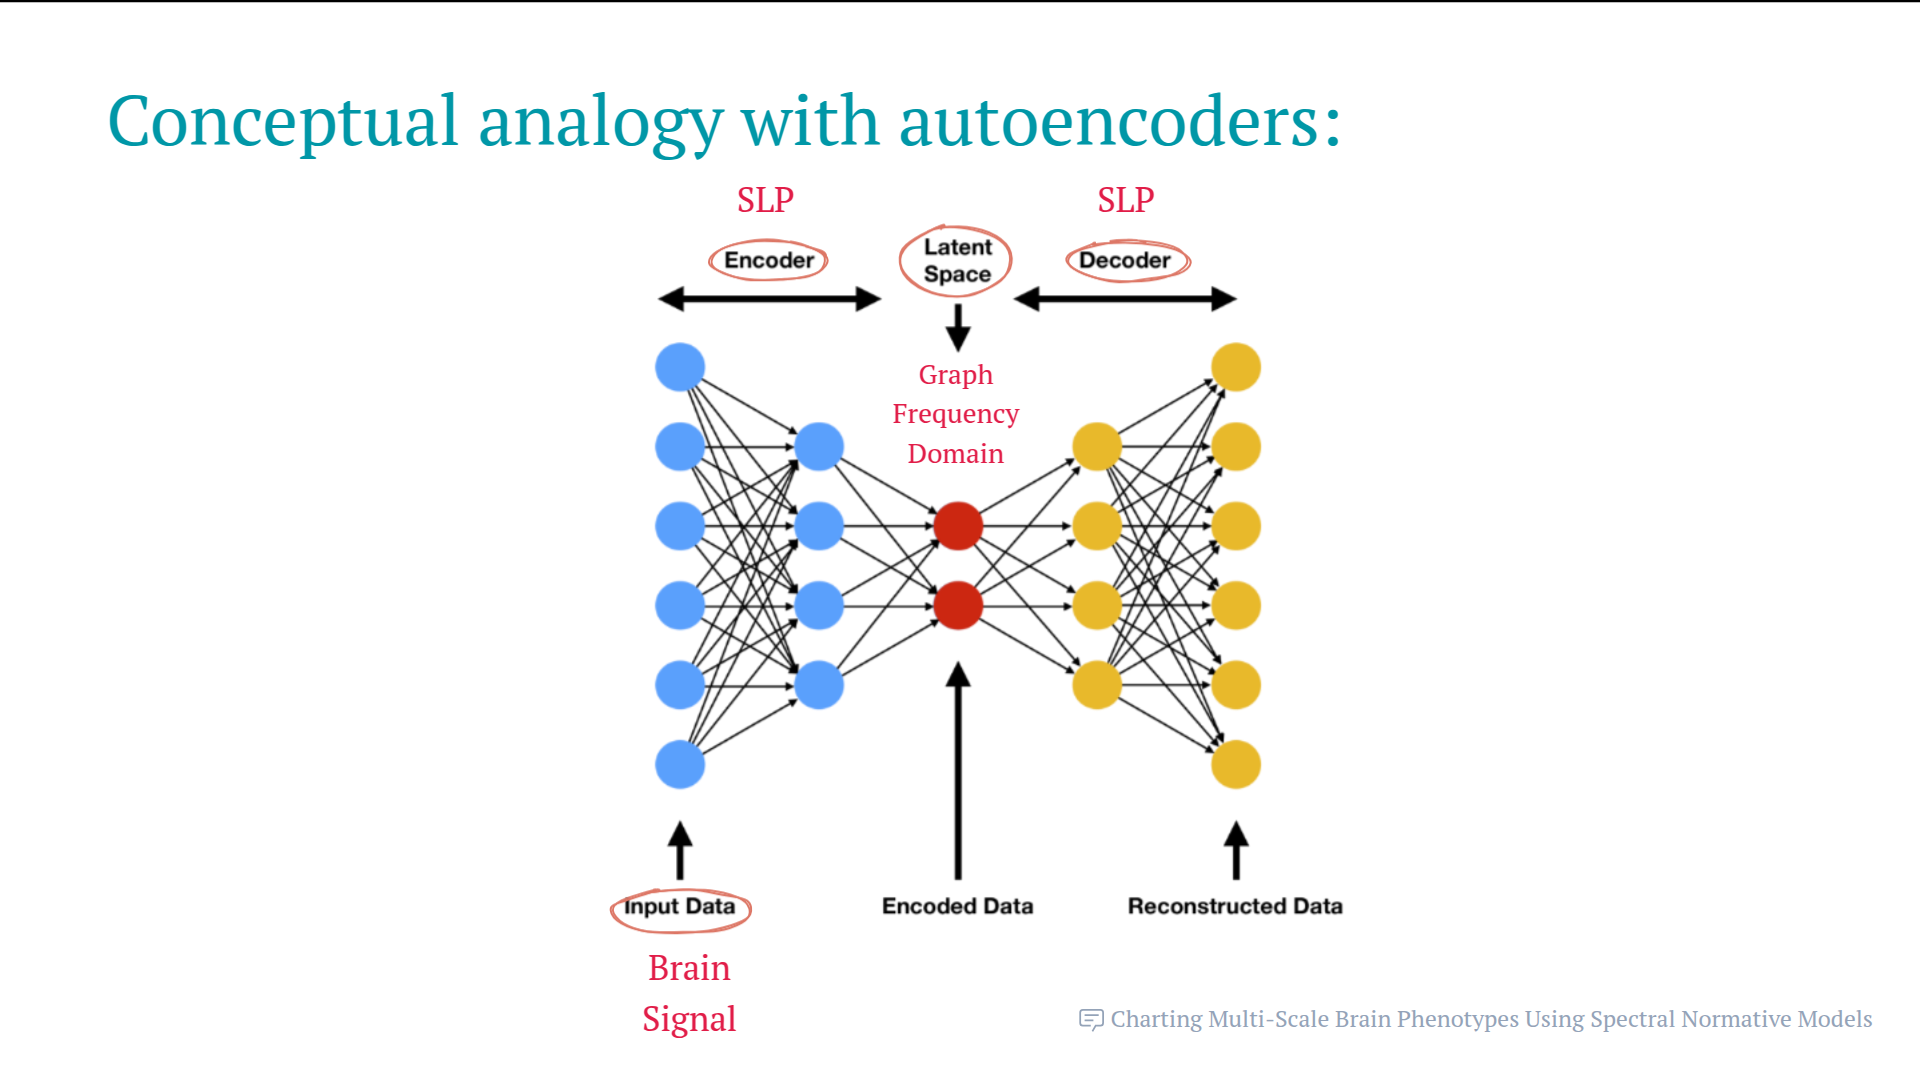 Conceptual analogy with autoencoders:
SLP
SLP
Encoder
Latent
Space
Decoder
Graph
Frequency
Domain
Input Data
Encoded Data
Reconstructed Data
Brain
Signal
Charting Multi-Scale Brain Phenotypes Using Spectral Normative Models